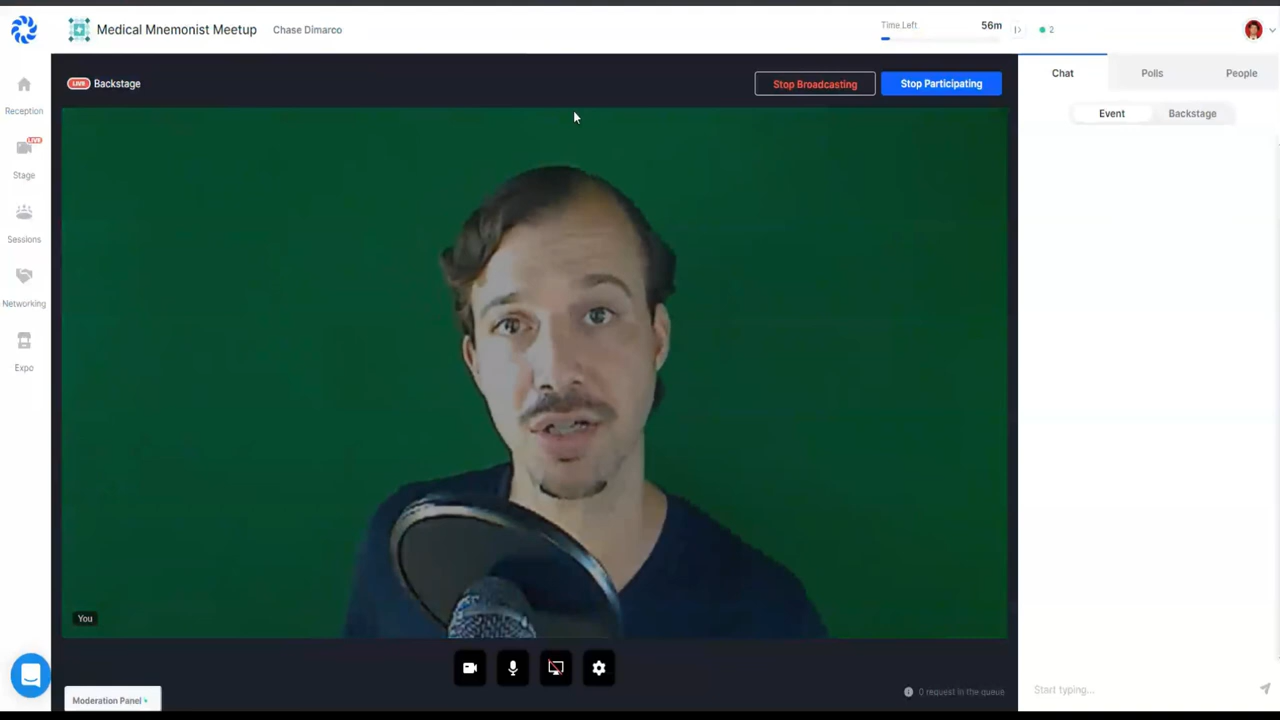 Medical Mnemonist Meetup
Chase Dimarco
Time Left
56m
2
Reception
LIVE
Stage
Sessions
Networking
Expo
LIVE Backstage
Stop Broadcasting
Stop Participating
Chat
Polls
People
Event
Backstage
You
Moderation Panel
0 request in the queue
Start typing...